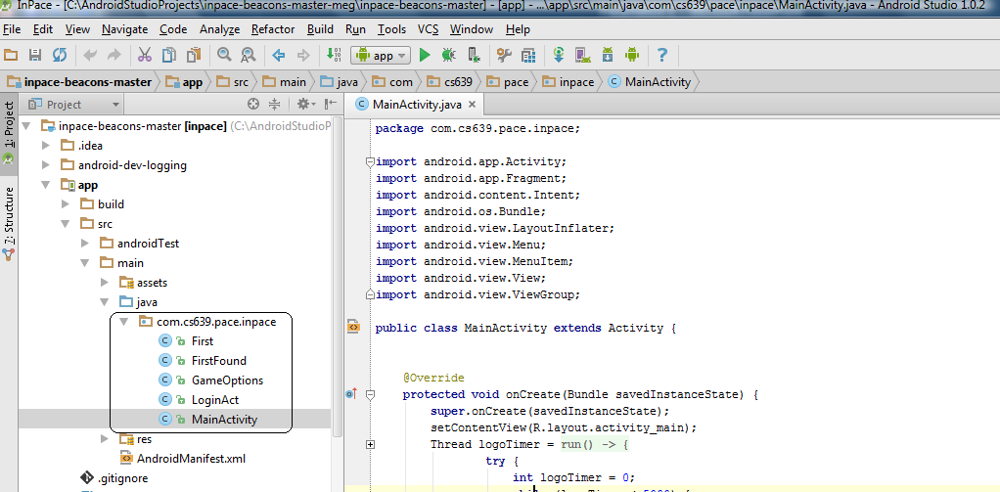 InPace - [C:\AndroidStudioProjects\inpace-beacons-master-meg\inpace-beacons-master] - [app] - ...\app\src\main\java\com\cs639\pace\inpace\MainActivity.java - Android Studio 1.0.2
File Edit View Navigate Code Analyze Refactor Build Run Tools VCS Window Help
app
inpace-beacons-master app src main java com cs639 pace inpace MainActivity
1: Project
7: Structure
Project
inpace-beacons-master [inpace] (C:\AndroidStudioP
.idea
android-dev-logging
app
build
src
androidTest
main
assets
java
com.cs639.pace.inpace
First
FirstFound
GameOptions
LoginAct
MainActivity
res
AndroidManifest.xml
.gitignore
MainActivity.java
package com.cs639.pace.inpace;
import android.app.Activity;
import android.app.Fragment;
import android.content.Intent;
import android.os.Bundle;
import android.view.LayoutInflater;
import android.view.Menu;
import android.view.MenuItem;
import android.view.View;
import android.view.ViewGroup;
public class MainActivity extends Activity {
@Override
protected void onCreate(Bundle savedInstanceState) {
super.onCreate(savedInstanceState);
setContentView(R.layout.activity_main);
Thread logoTimer = run() -> {
try {
int logoTimer = 0;